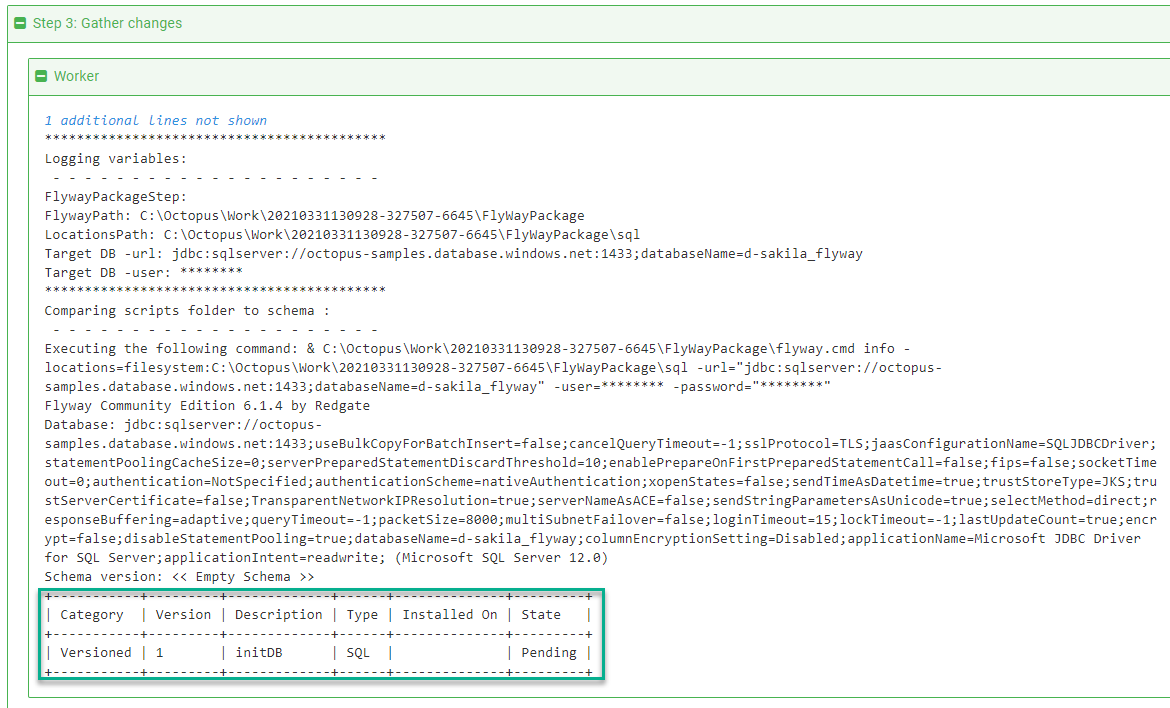 Step 3: Gather changes
Worker
1 additional lines not shown
*******************************************
Logging variables:
- - - - - - - - - - - - - - - - - - - - -
FlywayPackageStep:
FlywayPath: C:\Octopus\Work\20210331130928-327507-6645\FlyWayPackage
LocationsPath: C:\Octopus\Work\20210331130928-327507-6645\FlyWayPackage\sql
Target DB -url: jdbc:sqlserver://octopus-samples.database.windows.net:1433;databaseName=d-sakila_flyway
Target DB -user: ********
*******************************************
Comparing scripts folder to schema :
- - - - - - - - - - - - - - - - - - - - -
Executing the following command: & C:\Octopus\Work\20210331130928-327507-6645\FlyWayPackage\flyway.cmd info -
locations=filesystem:C:\Octopus\Work\20210331130928-327507-6645\FlyWayPackage\sql -url="jdbc:sqlserver://octopus-
samples.database.windows.net:1433;databaseName=d-sakila_flyway" -user=******** -password="********"
Flyway Community Edition 6.1.4 by Redgate
Database: jdbc:sqlserver://octopus-
samples.database.windows.net:1433;useBulkCopyForBatchInsert=false;cancelQueryTimeout=-1;sslProtocol=TLS;jaasConfigurationName=SQLJDBCDriver;
statementPoolingCacheSize=0;serverPreparedStatementDiscardThreshold=10;enablePrepareOnFirstPreparedStatementCall=false;fips=false;socketTime
out=0;authentication=NotSpecified;authenticationScheme=nativeAuthentication;xopenStates=false;sendTimeAsDatetime=true;trustStoreType=JKS;tru
stServerCertificate=false;TransparentNetworkIPResolution=true;serverNameAsACE=false;sendStringParametersAsUnicode=true;selectMethod=direct;r
esponseBuffering=adaptive;queryTimeout=-1;packetSize=8000;multiSubnetFailover=false;loginTimeout=15;lockTimeout=-1;lastUpdateCount=true;encr
ypt=false;disableStatementPooling=true;databaseName=d-sakila_flyway;columnEncryptionSetting=Disabled;applicationName=Microsoft JDBC Driver
for SQL Server;applicationIntent=readwrite; (Microsoft SQL Server 12.0)
Schema version: << Empty Schema >>
+-----------+---------+-------------+------+--------------+---------+
| Category  | Version | Description | Type | Installed On | State   |
+-----------+---------+-------------+------+--------------+---------+
| Versioned | 1       | initDB      | SQL  |              | Pending |
+-----------+---------+-------------+------+--------------+---------+